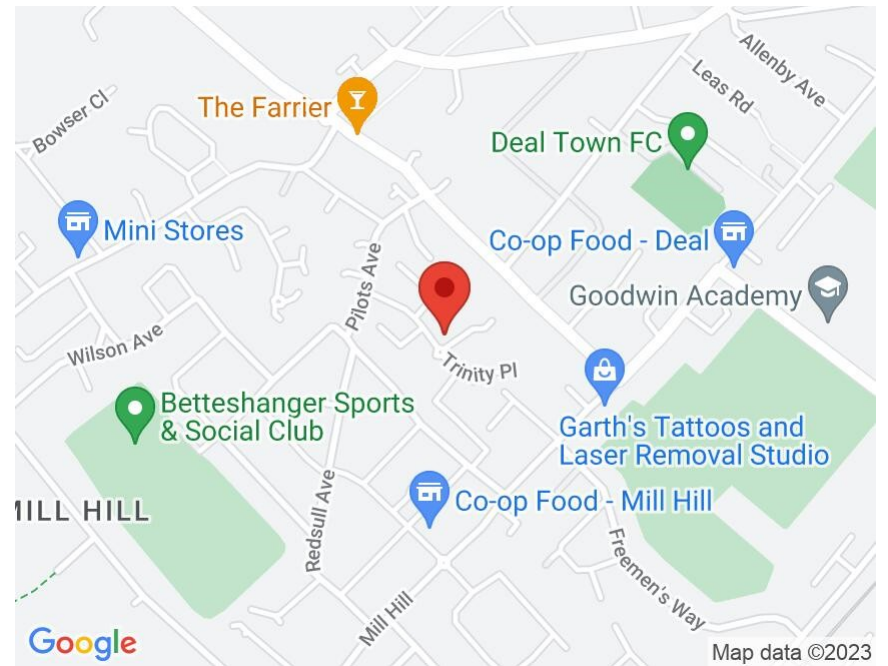 Allenby Ave
Leas Rd
Bowser Cl
The Farrier
Deal Town FC
Mini Stores
Co-op Food - Deal
Pilots Ave
Goodwin Academy
Wilson Ave
Trinity Pl
Betteshanger Sports
& Social Club
Garth's Tattoos and
Laser Removal Studio
Co-op Food - Mill Hill
MILL HILL
Redsull Ave
Freemen's Way
Mill Hill
Google
Map data ©2023